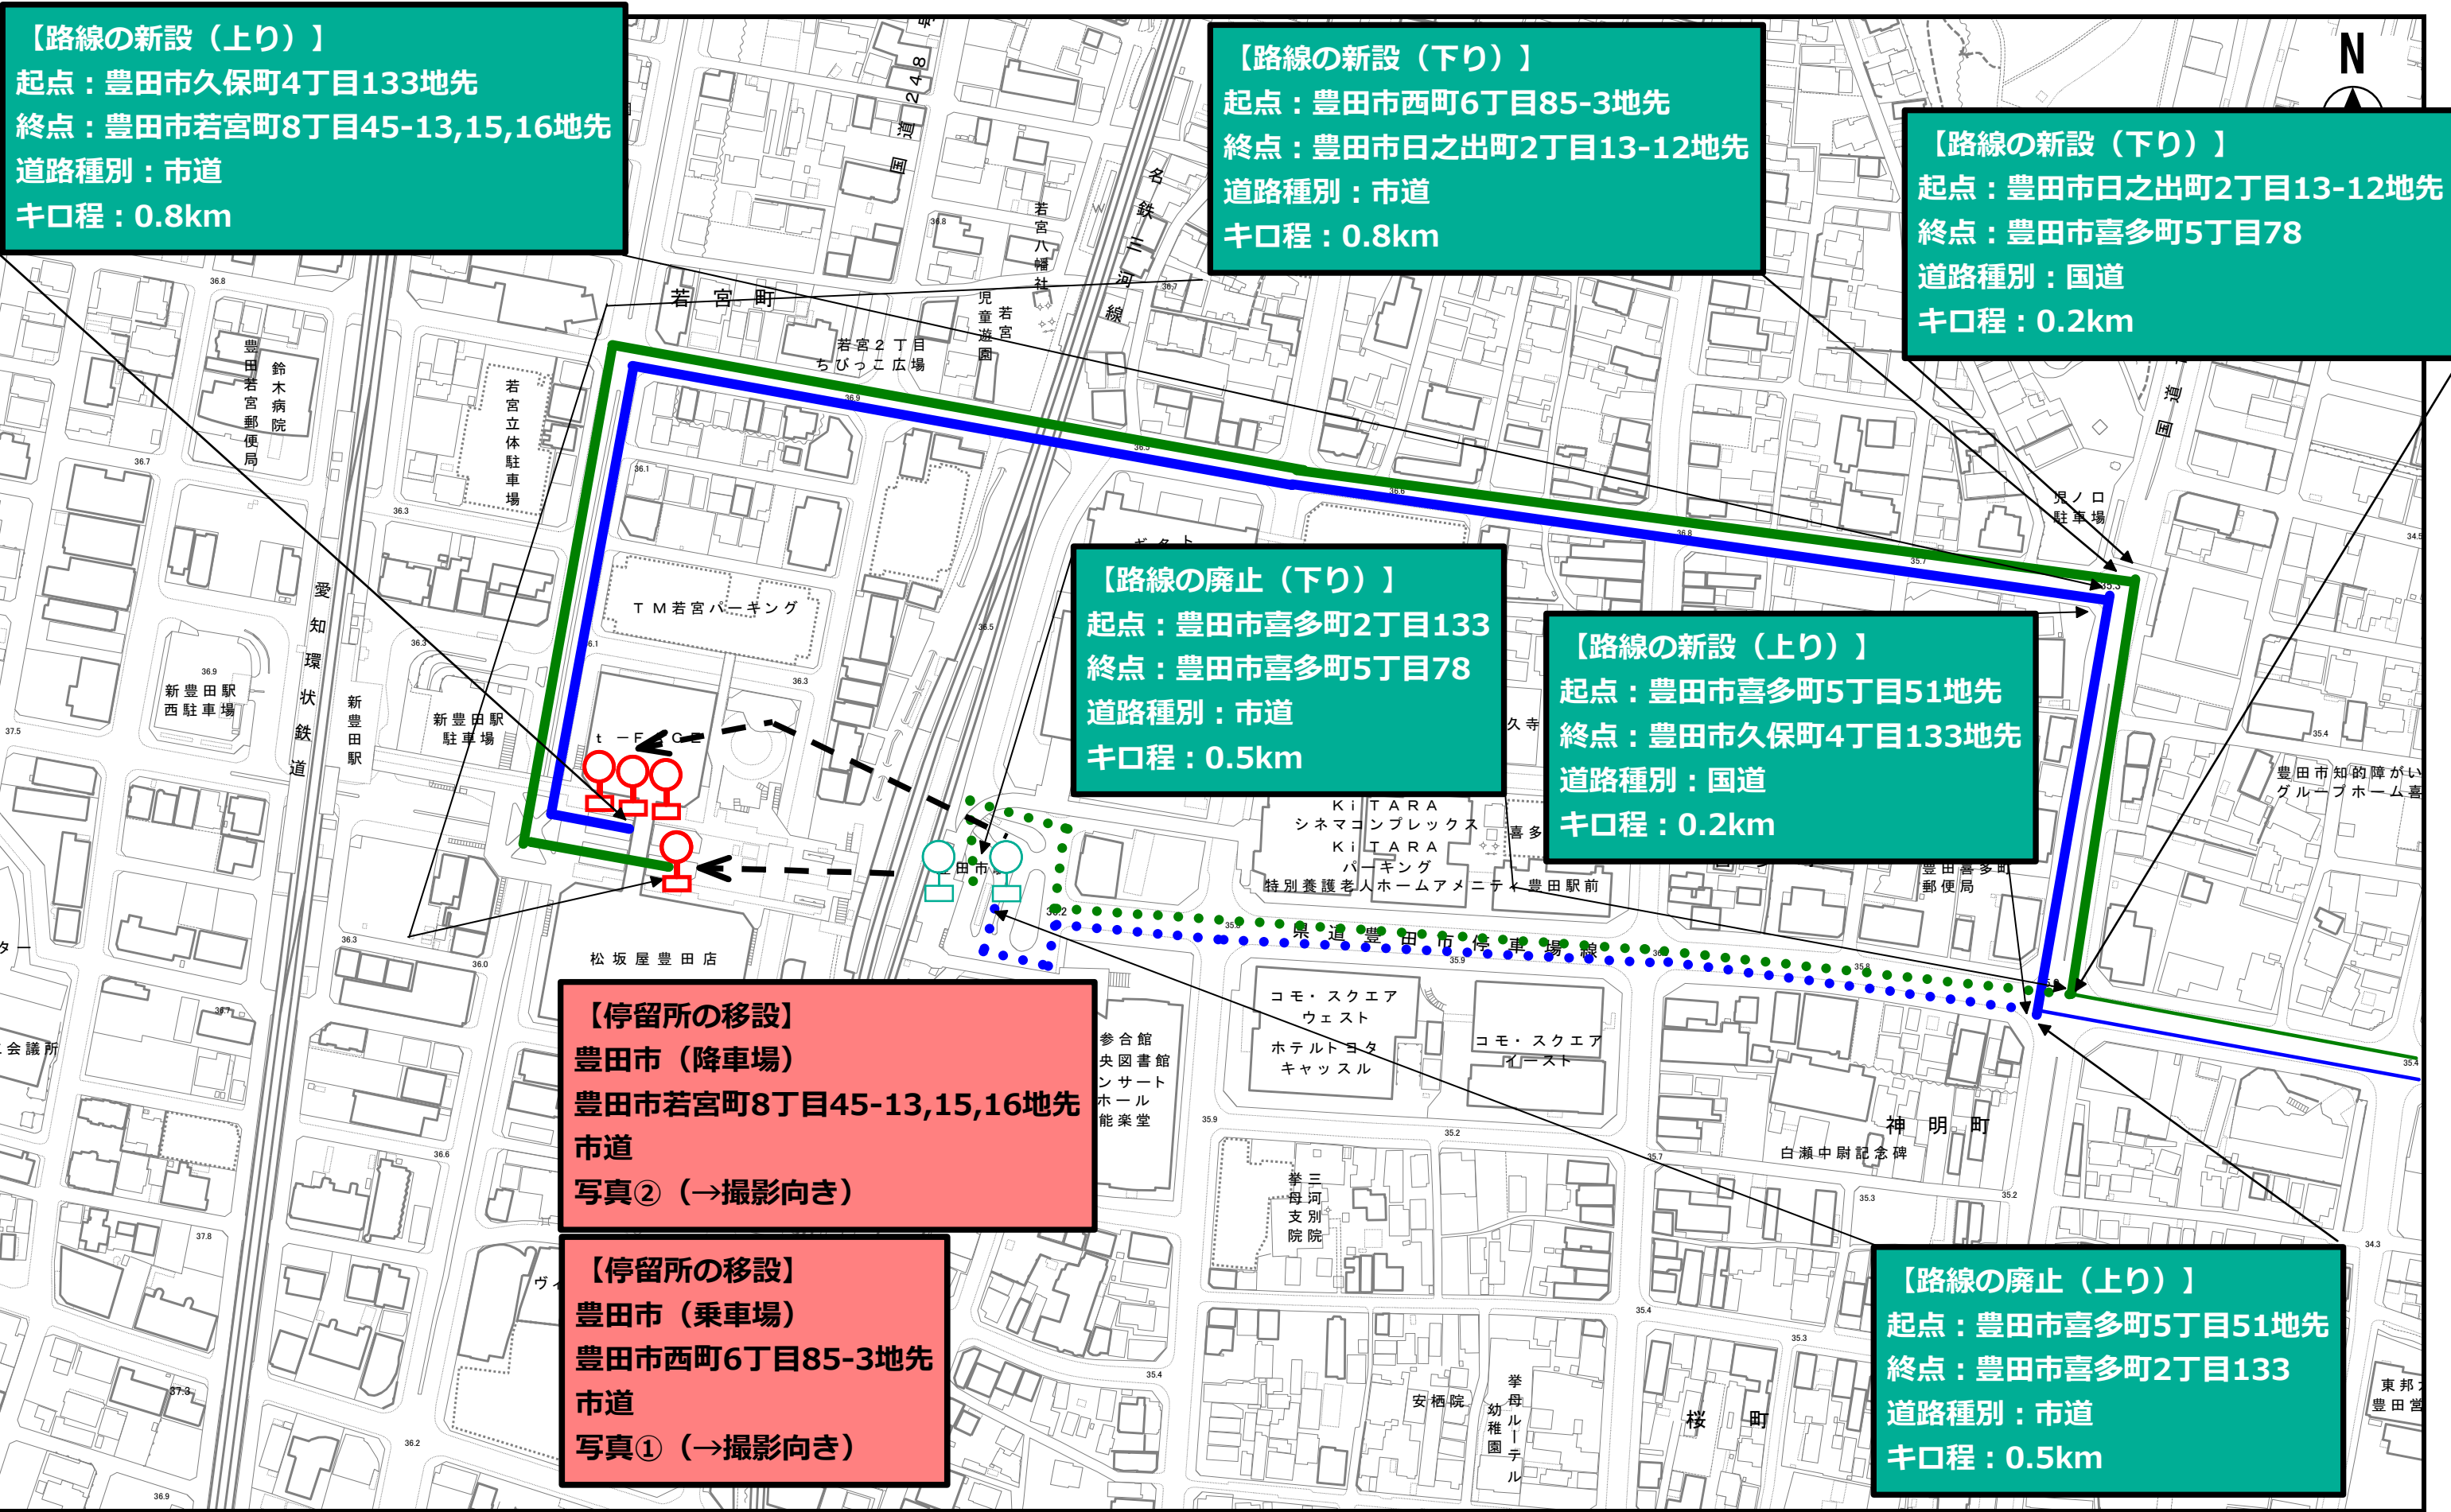 【路線の新設（上り）】
起点：豊田市久保町4丁目133地先
終点：豊田市若宮町8丁目45-13,15,16地先
道路種別：市道
キロ程：0.8km
【路線の新設（下り）】
起点：豊田市西町6丁目85-3地先
終点：豊田市日之出町2丁目13-12地先
道路種別：市道
キロ程：0.8km
N
【路線の新設（下り）】
起点：豊田市日之出町2丁目13-12地先
終点：豊田市喜多町5丁目78
道路種別：国道
キロ程：0.2km
国道248
名鉄三河線
若宮八幡社
若宮町
若宮
児童遊園
若宮２丁目
ちびっこ広場
鈴木病院
豊田若宮郵便局
若宮立体駐車場
国道
児ノ口
駐車場
ＴＭ若宮パーキング
愛知環状鉄道
新豊田駅
西駐車場
新豊田駅
新豊田駅
駐車場
【路線の廃止（下り）】
起点：豊田市喜多町2丁目133
終点：豊田市喜多町5丁目78
道路種別：市道
キロ程：0.5km
【路線の新設（上り）】
起点：豊田市喜多町5丁目51地先
終点：豊田市久保町4丁目133地先
道路種別：国道
キロ程：0.2km
久寺
豊田市知的障がい
グループホーム喜
ＫｉＴＡＲＡ
シネマコンプレックス
ＫｉＴＡＲＡ
パーキング
喜多
特別養護老人ホームアメニティ豊田駅前
豊田喜多町
郵便局
田市
県道豊田市停車場線
松坂屋豊田店
コモ・スクエア
ウェスト
ホテルトヨタ
キャッスル
コモ・スクエア
イースト
参合館
央図書館
ンサート
ホール
能楽堂
会議所
【停留所の移設】
豊田市（降車場）
豊田市若宮町8丁目45-13,15,16地先
市道
写真②（→撮影向き）
神明町
白瀬中尉記念碑
三河別院
挙母支院
【停留所の移設】
豊田市（乗車場）
豊田市西町6丁目85-3地先
市道
写真①（→撮影向き）
ヴィ
【路線の廃止（上り）】
起点：豊田市喜多町5丁目51地先
終点：豊田市喜多町2丁目133
道路種別：市道
キロ程：0.5km
安栖院
挙母ルーテル
幼稚園
桜町
東邦
豊田営